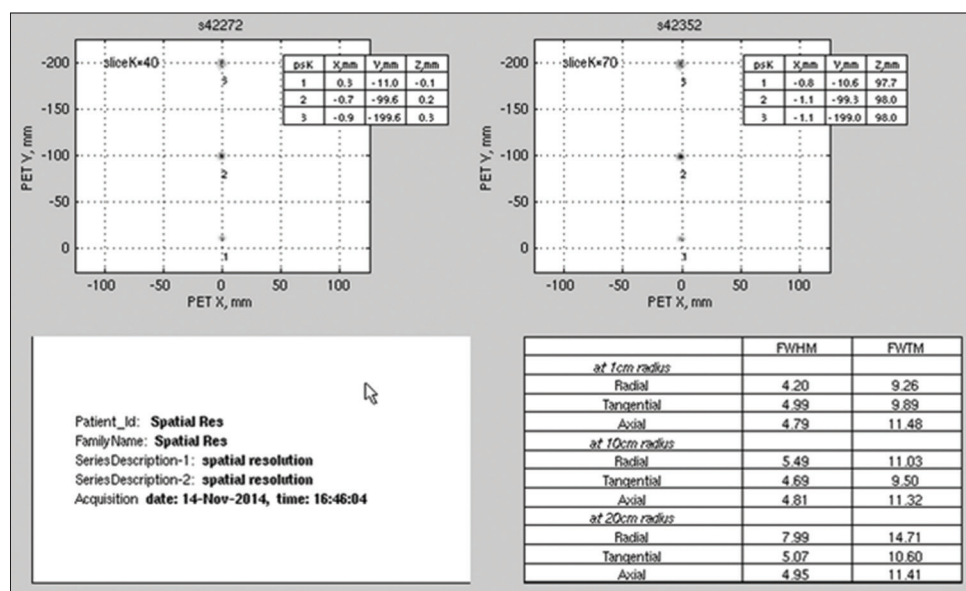 s42272
sliceK=40
psK X,mm Y,mm Z,mm
1 0.3 -11.0 -0.1
2 -0.7 -99.6 0.2
3 -0.9 -199.6 0.3
-200
-150
-100
-50
0
PET Y, mm
3
2
1
-100 -50 0 50 100
PET X, mm
s42352
sliceK=70
psK X,mm Y,mm Z,mm
1 -0.8 -10.6 97.7
2 -1.1 -99.3 98.0
3 -1.1 -199.0 98.0
-200
-150
-100
-50
0
PET Y, mm
3
2
1
-100 -50 0 50 100
PET X, mm
Patient_Id: Spatial Res
FamilyName: Spatial Res
SeriesDescription-1: spatial resolution
SeriesDescription-2: spatial resolution
Acquisition date: 14-Nov-2014, time: 16:46:04
FWHM FWTM
at 1cm radius
Radial 4.20 9.26
Tangential 4.99 9.89
Axial 4.79 11.48
at 10cm radius
Radial 5.49 11.03
Tangential 4.69 9.50
Axial 4.81 11.32
at 20cm radius
Radial 7.99 14.71
Tangential 5.07 10.60
Axial 4.95 11.41